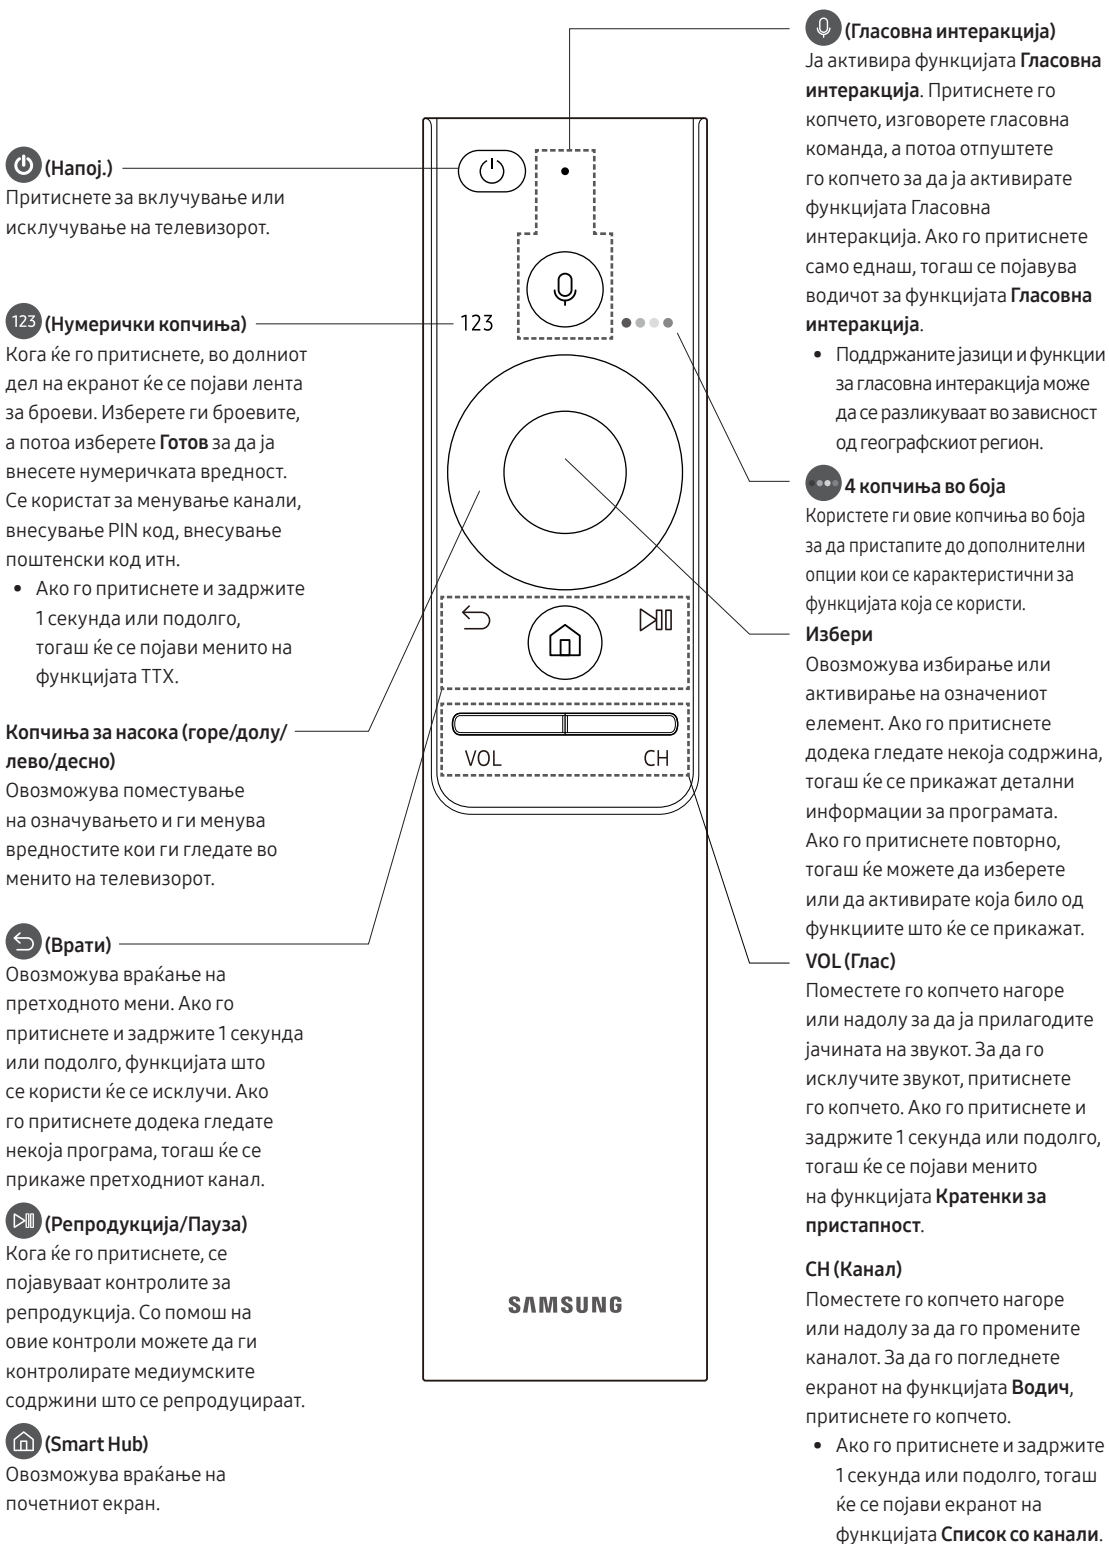 (Напој.)
Притиснете за вклучување или
исклучување на телевизорот.
123 (Нумерички копчиња)
Кога ќе го притиснете, во долниот
дел на екранот ќе се појави лента
за броеви. Изберете ги броевите,
а потоа изберете Готов за да ја
внесете нумеричката вредност.
Се користат за менување канали,
внесување PIN код, внесување
поштенски код итн.
• Ако го притиснете и задржите
1 секунда или подолго,
тогаш ќе се појави менито на
функцијата TTX.
Копчиња за насока (горе/долу/
лево/десно)
Овозможува поместување
на означувањето и ги менува
вредностите кои ги гледате во
менито на телевизорот.
(Врати)
Овозможува враќање на
претходното мени. Ако го
притиснете и задржите 1 секунда
или подолго, функцијата што
се користи ќе се исклучи. Ако
го притиснете додека гледате
некоја програма, тогаш ќе се
прикаже претходниот канал.
(Репродукција/Пауза)
Кога ќе го притиснете, се
појавуваат контролите за
репродукција. Со помош на
овие контроли можете да ги
контролирате медиумските
содржини што се репродуцираат.
(Smart Hub)
Овозможува враќање на
почетниот екран.
123
VOL CH
SAMSUNG
(Гласовна интеракција)
Ја активира функцијата Гласовна
интеракција. Притиснете го
копчето, изговорете гласовна
команда, а потоа отпуштете
го копчето за да ја активирате
функцијата Гласовна
интеракција. Ако го притиснете
само еднаш, тогаш се појавува
водичот за функцијата Гласовна
интеракција.
• Поддржаните јазици и функции
за гласовна интеракција може
да се разликуваат во зависност
од географскиот регион.
4 копчиња во боја
Користете ги овие копчиња во боја
за да пристапите до дополнителни
опции кои се карактеристични за
функцијата која се користи.
Избери
Овозможува избирање или
активирање на означениот
елемент. Ако го притиснете
додека гледате некоја содржина,
тогаш ќе се прикажат детални
информации за програмата.
Ако го притиснете повторно,
тогаш ќе можете да изберете
или да активирате која било од
функциите што ќе се прикажат.
VOL (Глас)
Поместете го копчето нагоре
или надолу за да ја прилагодите
јачината на звукот. За да го
исклучите звукот, притиснете
го копчето. Ако го притиснете и
задржите 1 секунда или подолго,
тогаш ќе се појави менито
на функцијата Кратенки за
пристапност.
CH (Канал)
Поместете го копчето нагоре
или надолу за да го промените
каналот. За да го погледнете
екранот на функцијата Водич,
притиснете го копчето.
• Ако го притиснете и задржите
1 секунда или подолго, тогаш
ќе се појави екранот на
функцијата Список со канали.